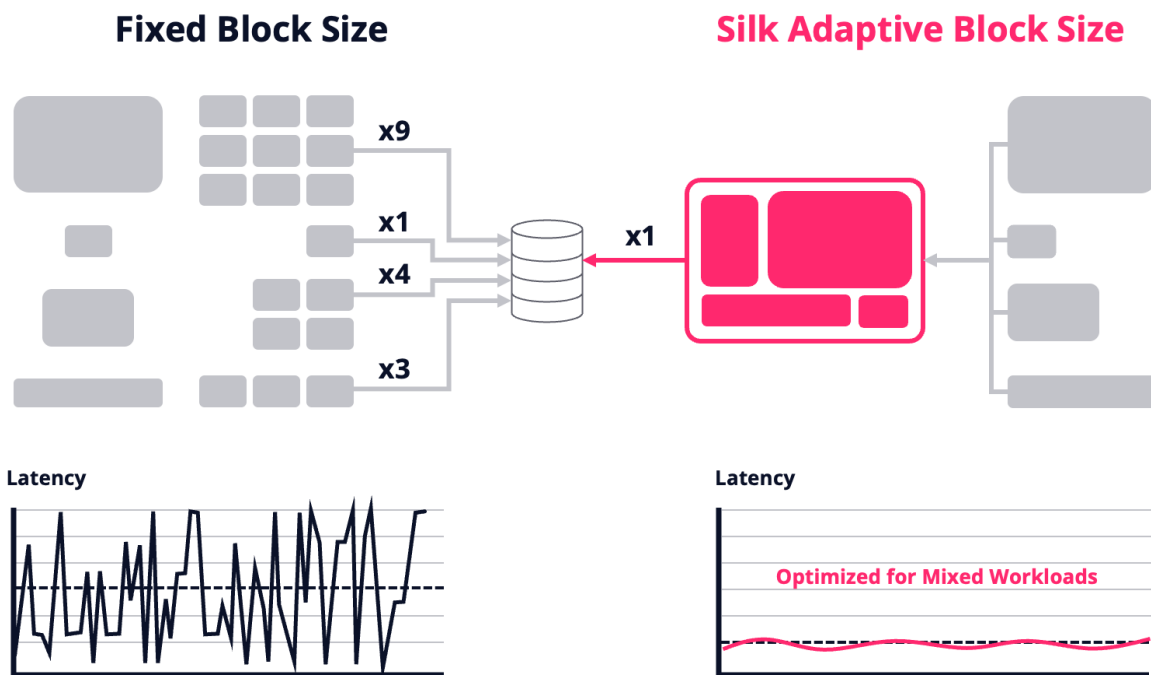 Fixed Block Size
Silk Adaptive Block Size
x9
x1
x4
x3
x1
Latency
Latency
Optimized for Mixed Workloads